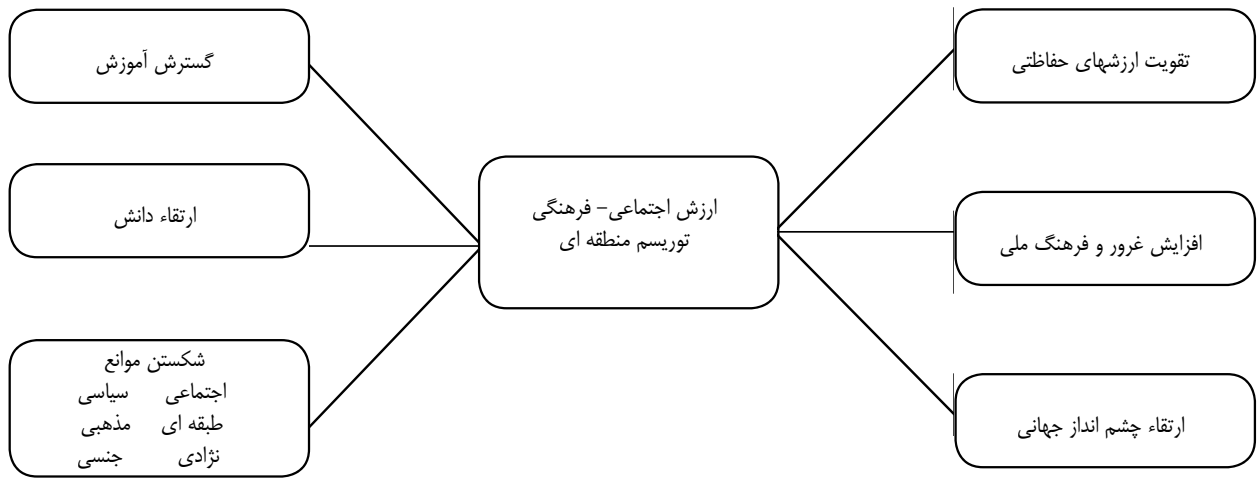 تقویت ارزشهای حفاظتی
افزایش غرور و فرهنگ ملی
ارتقاء چشم انداز جهانی
ارزش اجتماعی– فرهنگی
توریسم منطقه ای
گسترش آموزش
ارتقاء دانش
شکستن موانع
اجتماعی سیاسی
طبقه ای مذهبی
نژادی جنسی